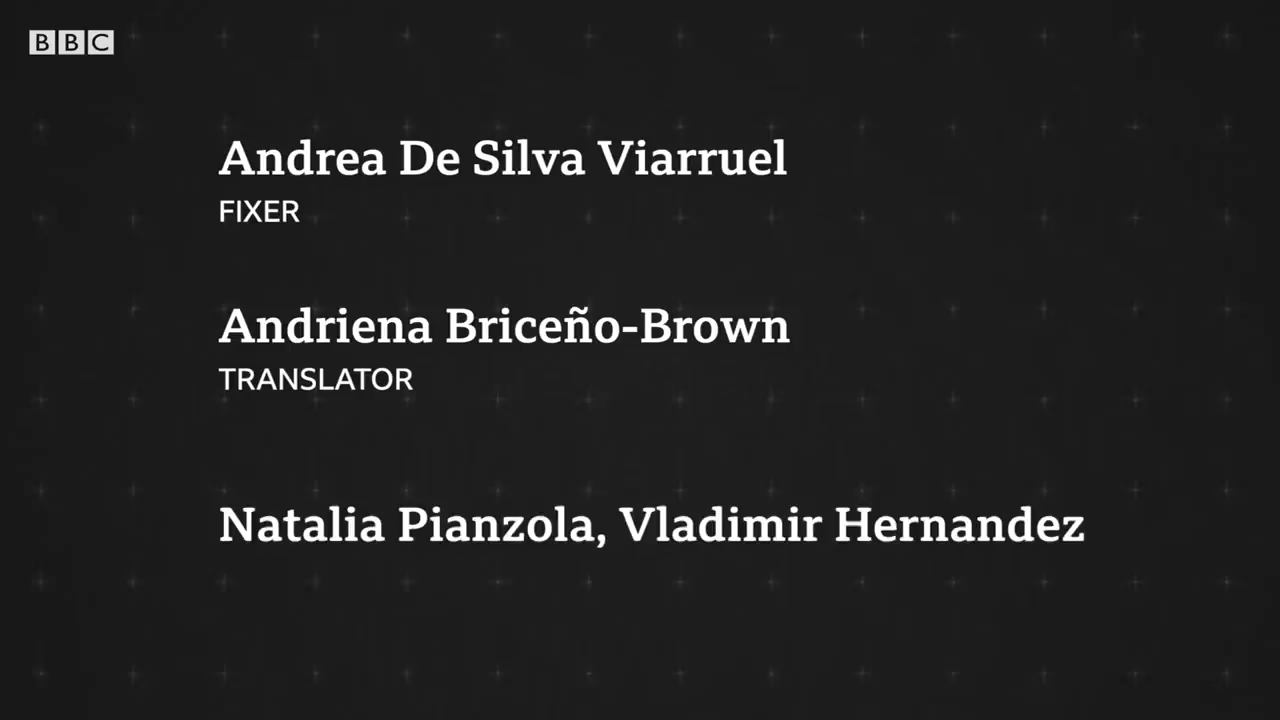 BBC
Andrea De Silva Viarruel
FIXER
Andriena Briceño-Brown
TRANSLATOR
Natalia Pianzola, Vladimir Hernandez